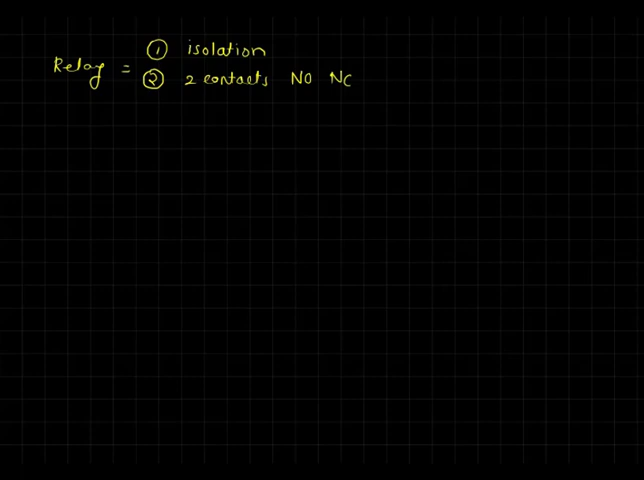 ① isolation
Relay =
② 2 contacts NO NC